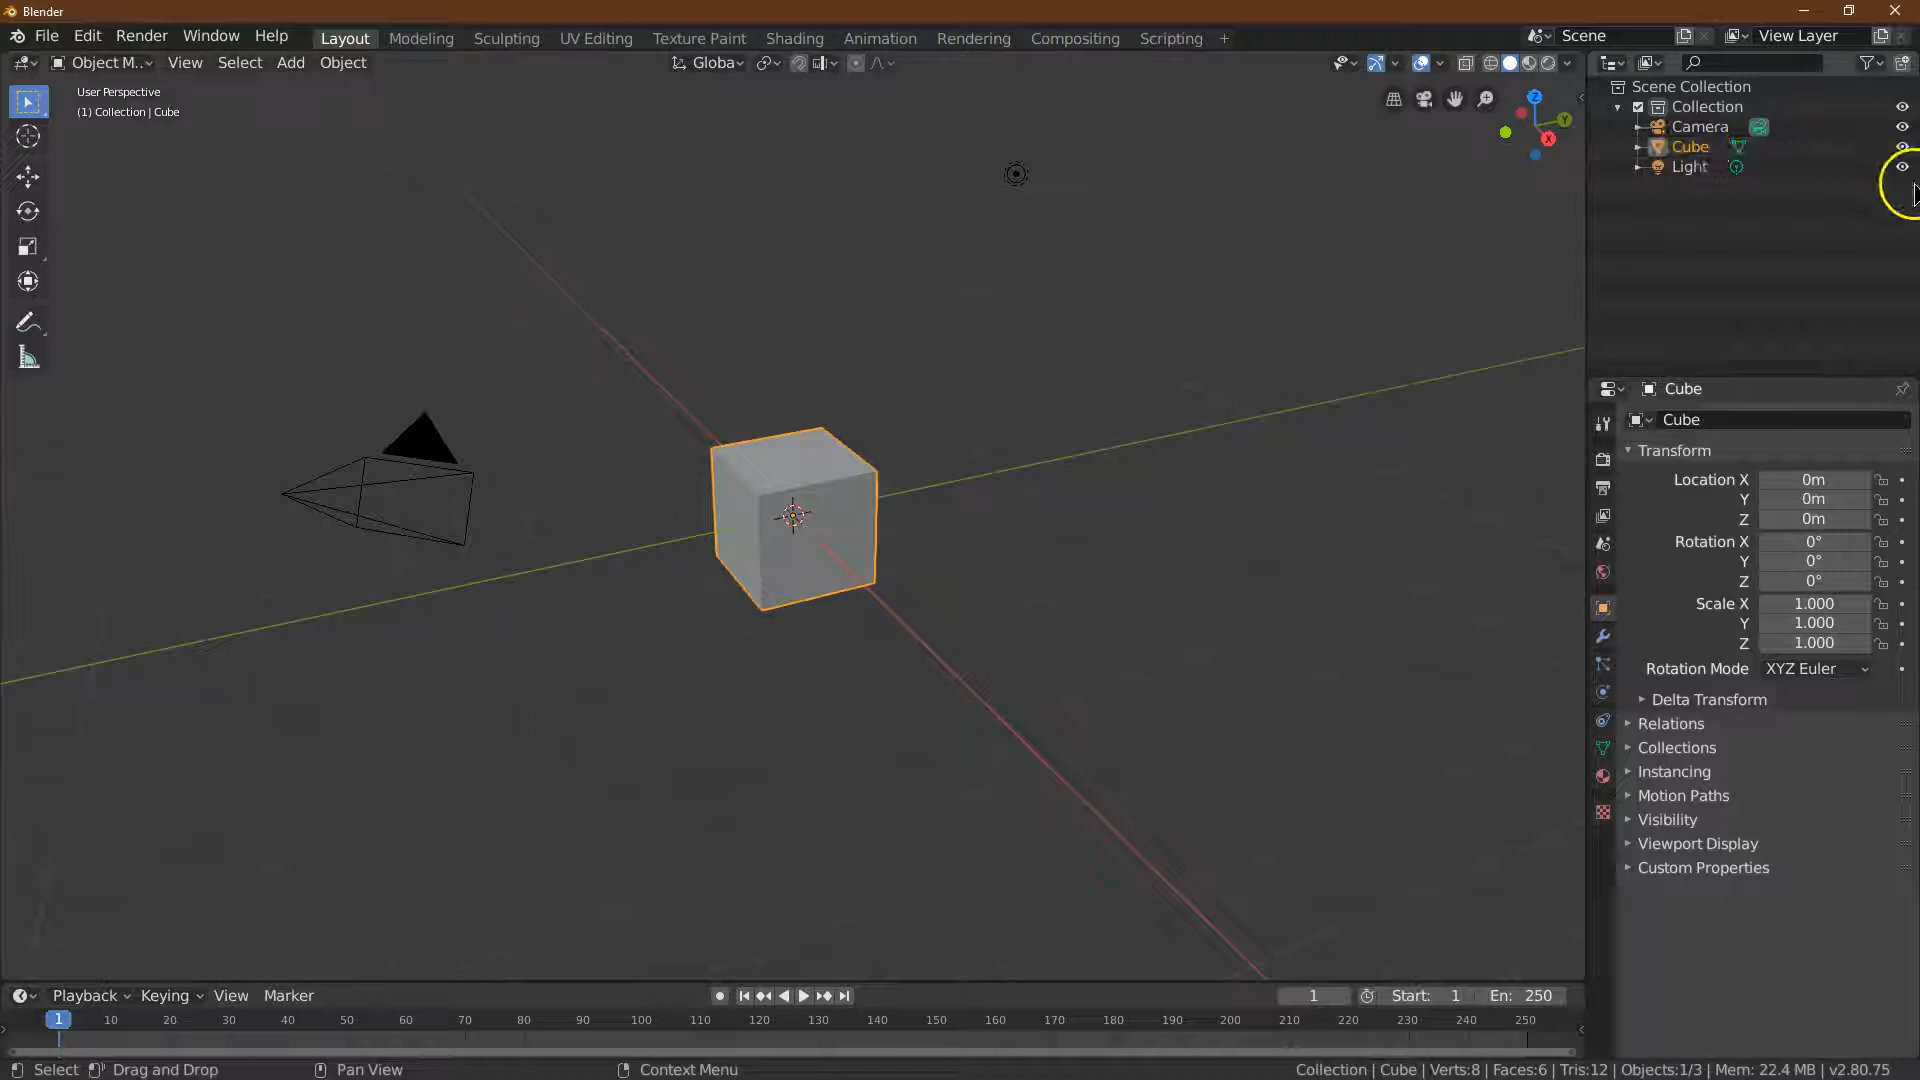 Blender
File Edit Render Window Help Layout Modeling Sculpting UV Editing Texture Paint Shading Animation Rendering Compositing Scripting + Scene View Layer
Object M.. View Select Add Object Globa
User Perspective
(1) Collection | Cube
Z
Y
X
Scene Collection
Collection
Camera
Cube
Light
Cube
Cube
Transform
Location X 0m
Y 0m
Z 0m
Rotation X 0°
Y 0°
Z 0°
Scale X 1.000
Y 1.000
Z 1.000
Rotation Mode XYZ Euler
Delta Transform
Relations
Collections
Instancing
Motion Paths
Visibility
Viewport Display
Custom Properties
Playback Keying View Marker 1 Start: 1 En: 250
1 10 20 30 40 50 60 70 80 90 100 110 120 130 140 150 160 170 180 190 200 210 220 230 240 250
Select Drag and Drop Pan View Context Menu Collection | Cube | Verts:8 | Faces:6 | Tris:12 | Objects:1/3 | Mem: 22.4 MB | v2.80.75